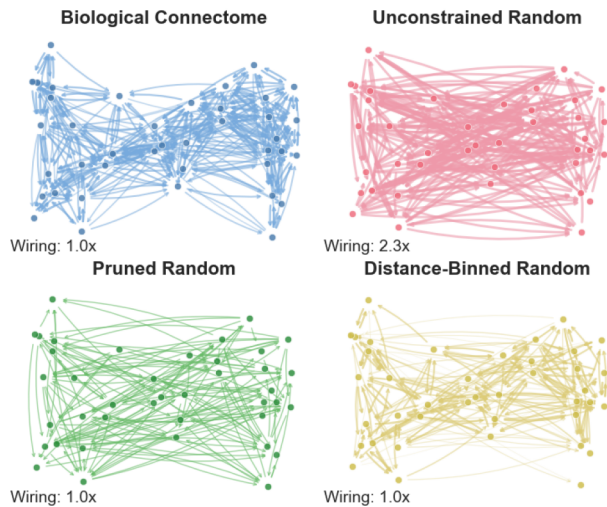 Biological Connectome
Unconstrained Random
Wiring: 1.0x
Wiring: 2.3x
Pruned Random
Distance-Binned Random
Wiring: 1.0x
Wiring: 1.0x